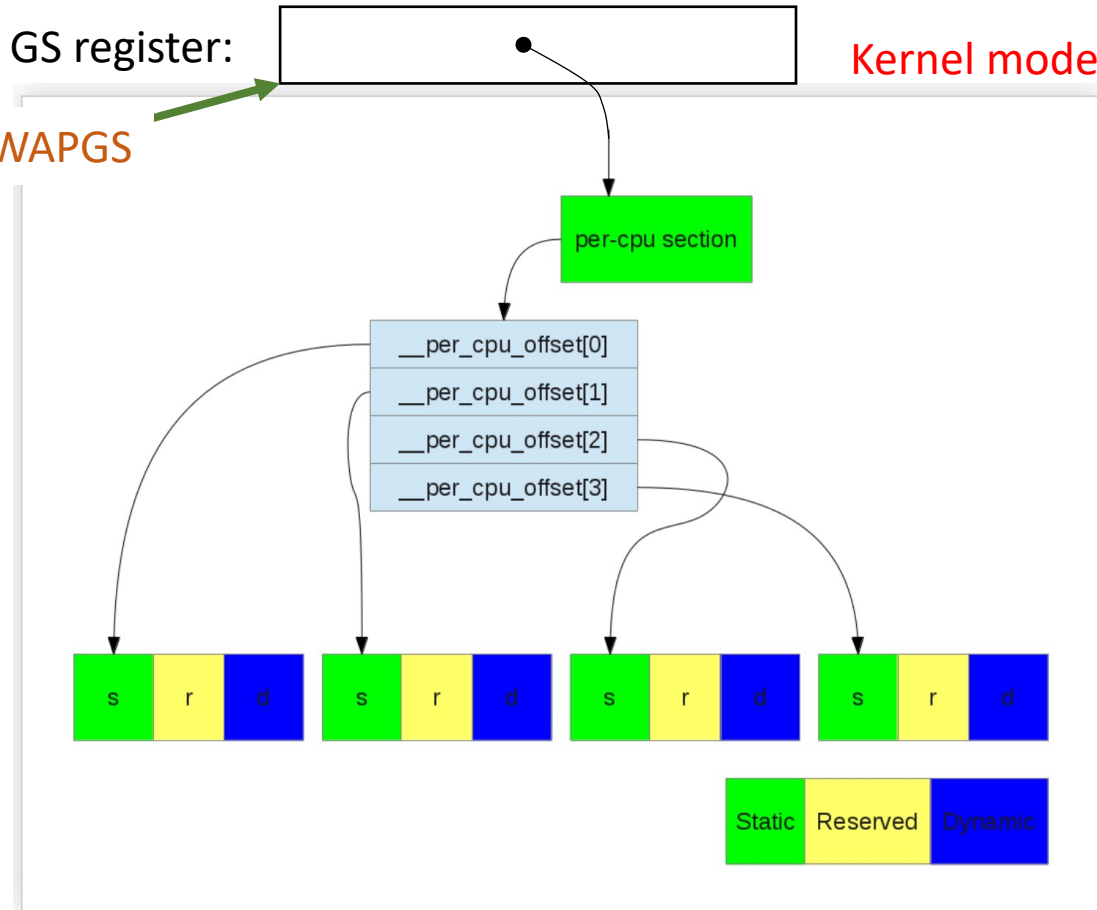 GS register:
Kernel mode
WAPGS
per-cpu section
__per_cpu_offset[0]
__per_cpu_offset[1]
__per_cpu_offset[2]
__per_cpu_offset[3]
s r d s r d s r d s r d
Static Reserved Dynamic